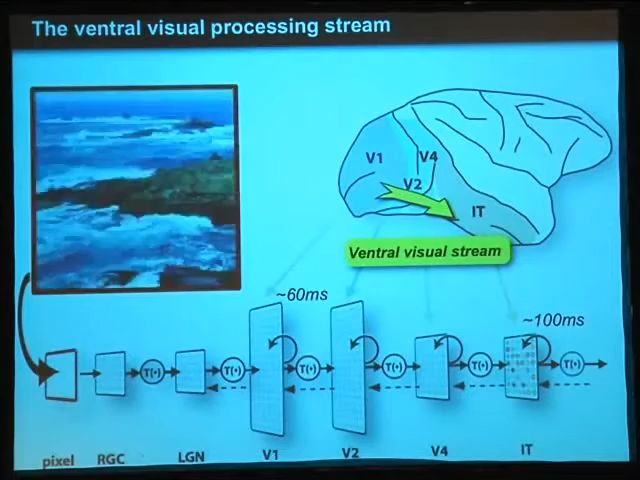 The ventral visual processing stream
V1
V4
V2
IT
Ventral visual stream
~60ms
~100ms
T(•) T(•) T(•) T(•) T(•) T(•)
pixel RGC LGN V1 V2 V4 IT